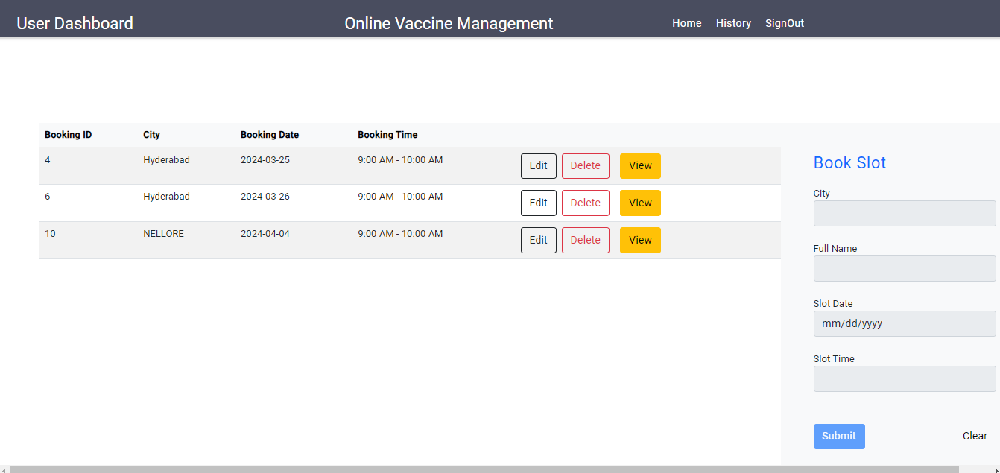 User Dashboard Online Vaccine Management Home History SignOut
Booking ID City Booking Date Booking Time
4 Hyderabad 2024-03-25 9:00 AM - 10:00 AM Edit Delete View
6 Hyderabad 2024-03-26 9:00 AM - 10:00 AM Edit Delete View
10 NELLORE 2024-04-04 9:00 AM - 10:00 AM Edit Delete View
Book Slot
City
Full Name
Slot Date
mm/dd/yyyy
Slot Time
Submit Clear